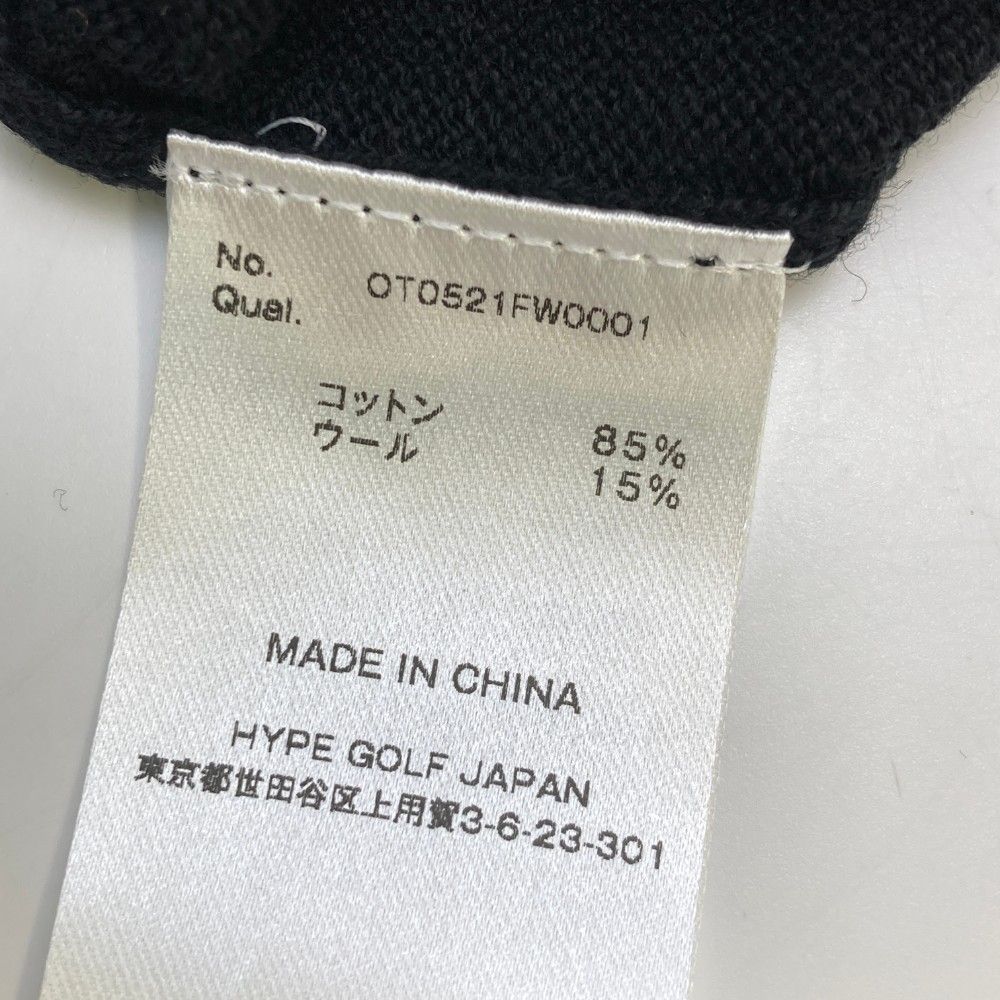 No. OT0521FW0001
Qual.
コットン 85%
ウール 15%
MADE IN CHINA
HYPE GOLF JAPAN
東京都世田谷区上用賀3-6-23-301